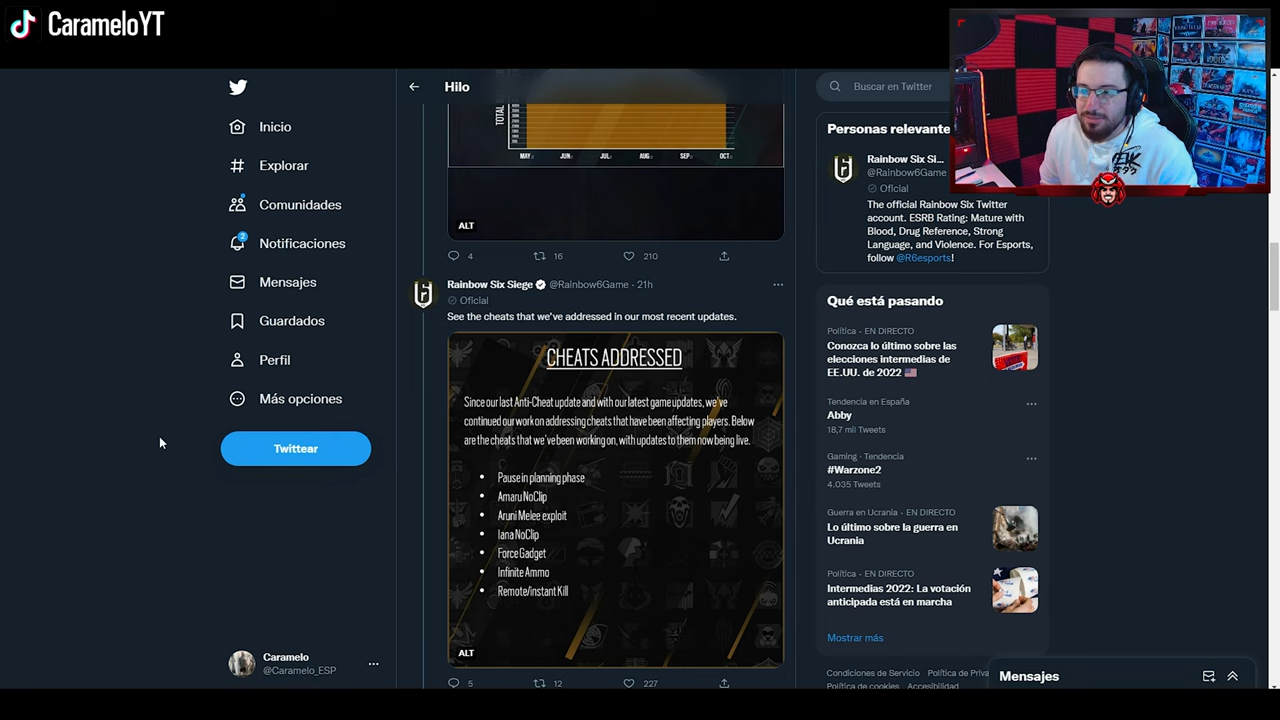 CarameloYT
Inicio
Explorar
Comunidades
2
Notificaciones
Mensajes
Guardados
Perfil
Más opciones
Twittear
Caramelo
@Caramelo_ESP
Hilo
TOTAL
MAY
JUN
JUL
AUG
SEP
OCT
ALT
4
16
210
Rainbow Six Siege @Rainbow6Game · 21h
Oficial
See the cheats that we've addressed in our most recent updates.
CHEATS ADDRESSED
Since our last Anti-Cheat update and with our latest game updates, we've
continued our work on addressing cheats that have been affecting players. Below
are the cheats that we've been working on, with updates to them now being live.
• Pause in planning phase
• Amaru NoClip
• Aruni Melee exploit
• Iana NoClip
• Force Gadget
• Infinite Ammo
• Remote/instant Kill
ALT
5
12
227
Buscar en Twitter
Personas relevante
Rainbow Six Si...
@Rainbow6Game
Oficial
The official Rainbow Six Twitter
account. ESRB Rating: Mature with
Blood, Drug Reference, Strong
Language, and Violence. For Esports,
follow @R6esports!
Qué está pasando
Política · EN DIRECTO
Conozca lo último sobre las
elecciones intermedias de
EE.UU. de 2022
Tendencia en España
Abby
18,7 mil Tweets
Gaming · Tendencia
#Warzone2
4.035 Tweets
Guerra en Ucrania · EN DIRECTO
Lo último sobre la guerra en
Ucrania
Política · EN DIRECTO
Intermedias 2022: La votación
anticipada está en marcha
Mostrar más
Condiciones de Servicio Política de Priva
Política de cookies Accesibilidad
Mensajes